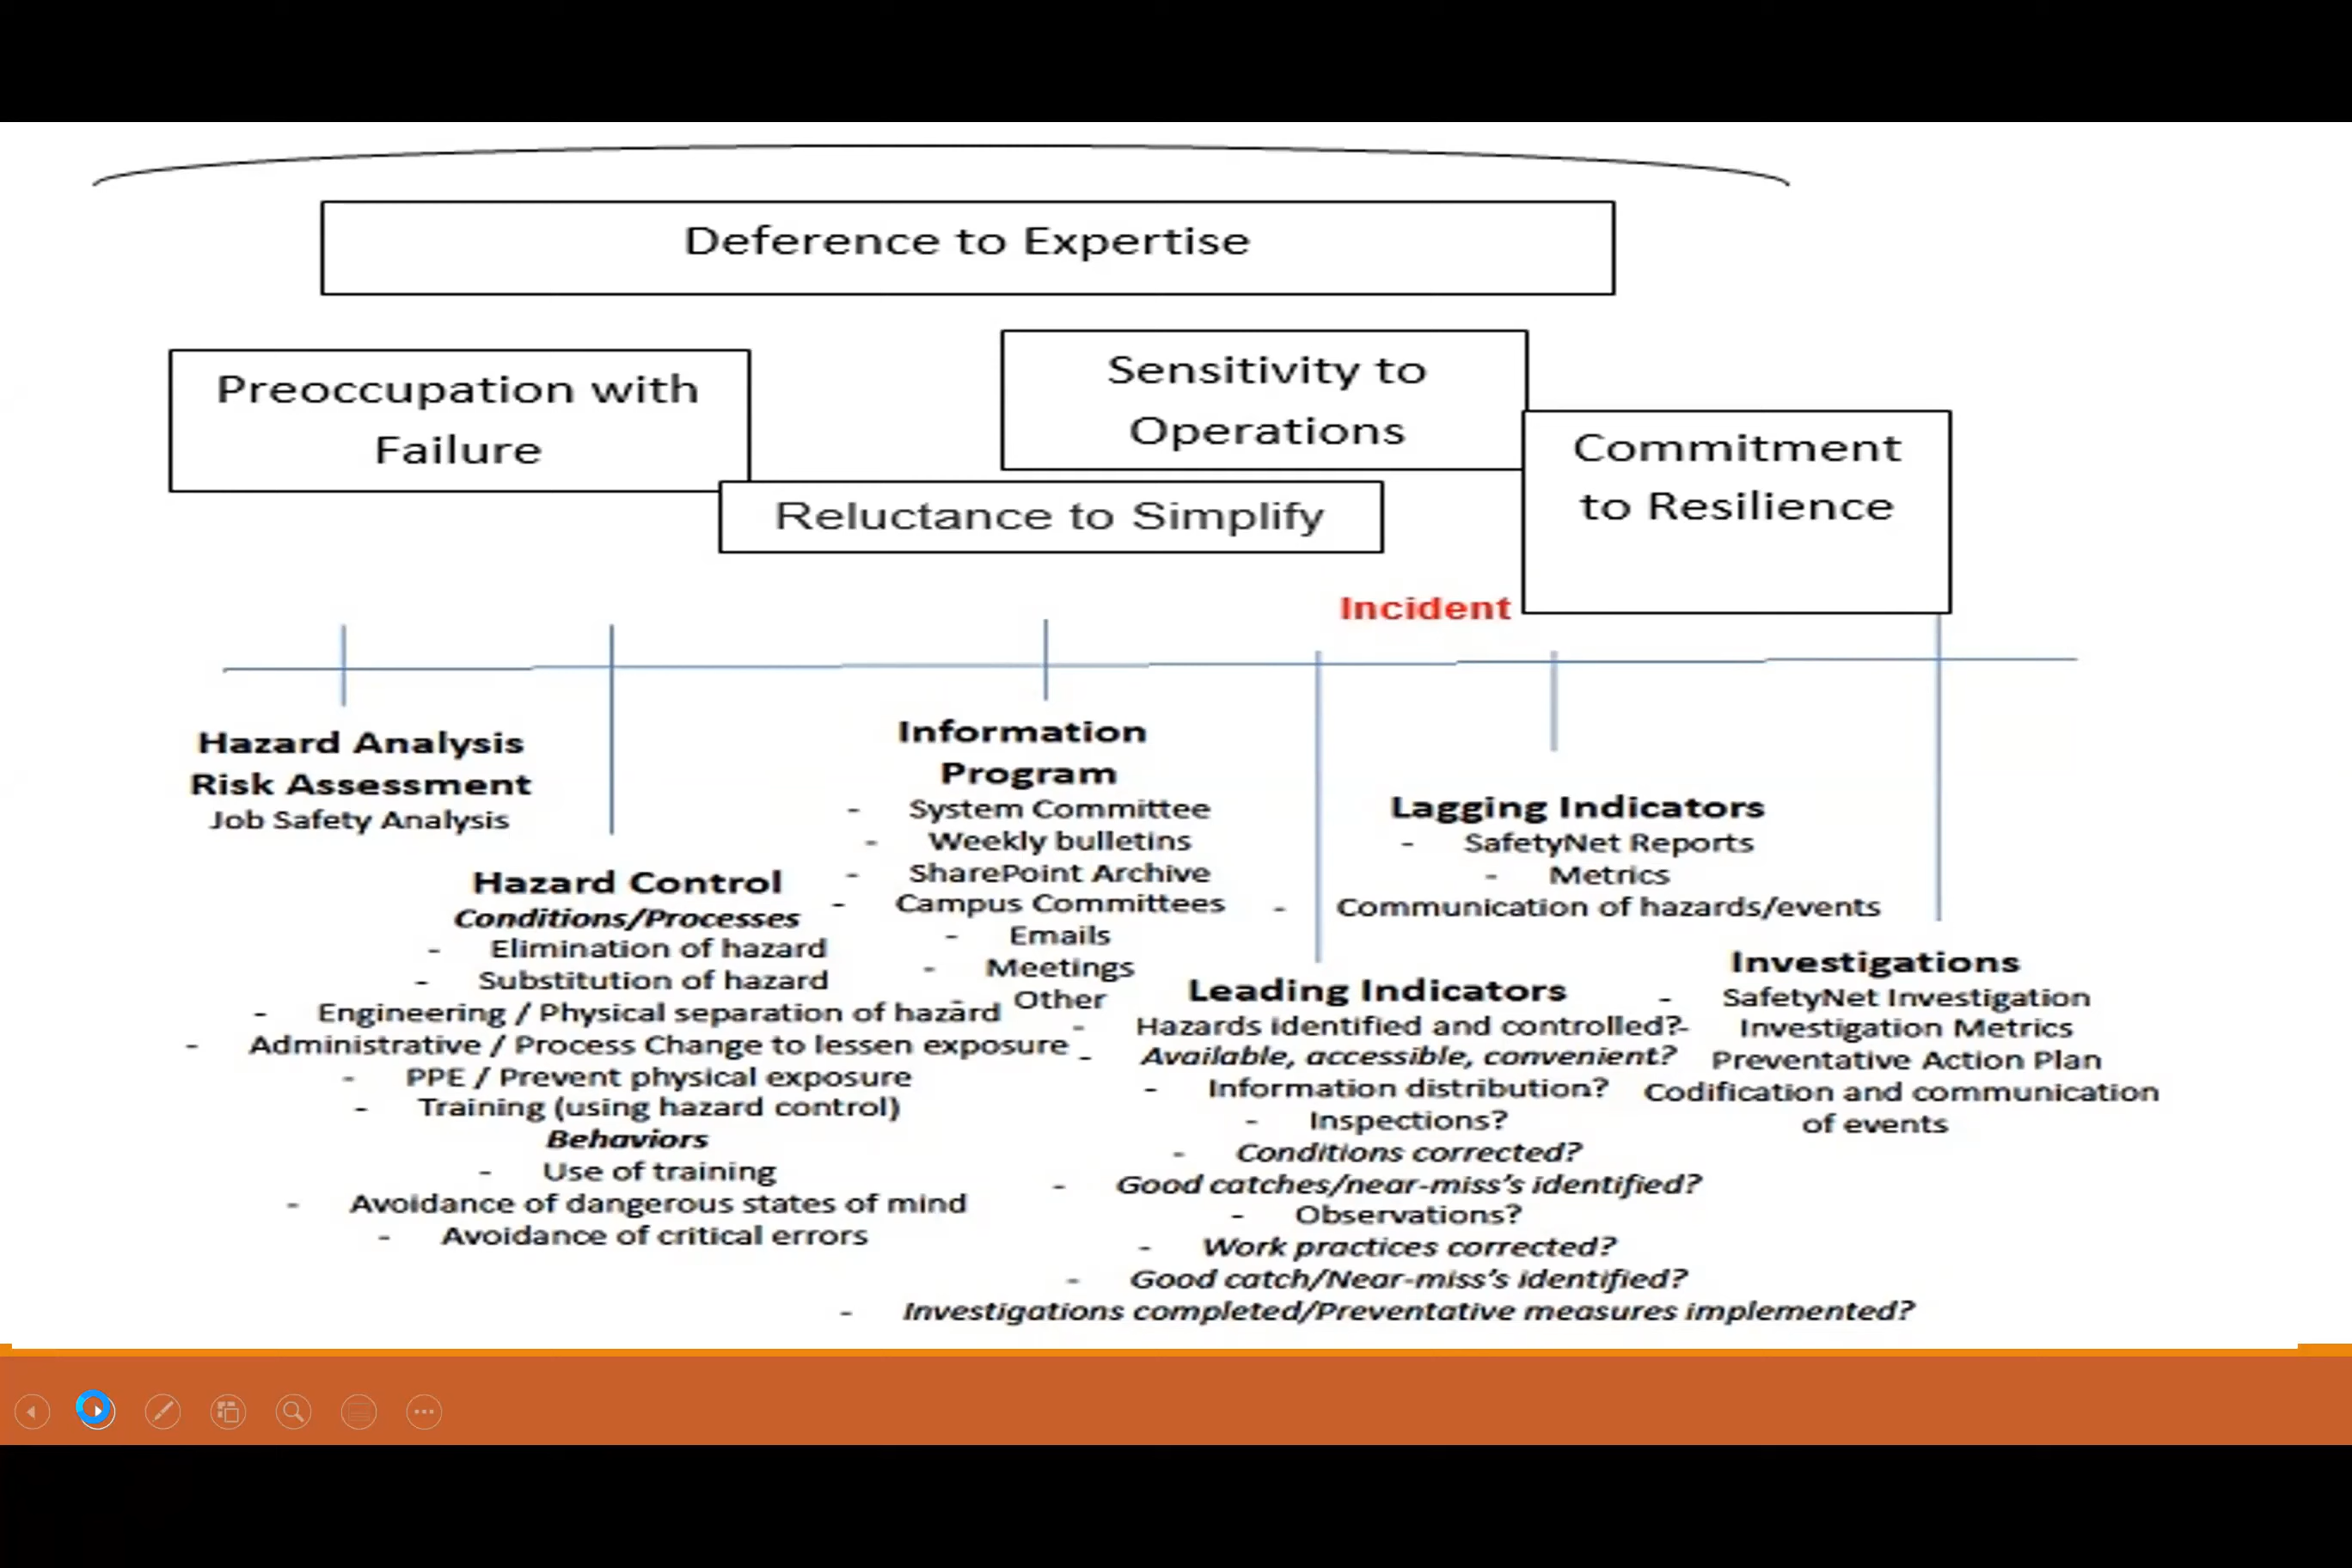 Deference to Expertise
Preoccupation with
Failure
Sensitivity to
Operations
Commitment
to Resilience
Reluctance to Simplify
Incident
Hazard Analysis
Risk Assessment
Job Safety Analysis
Hazard Control
Conditions/Processes
- Elimination of hazard
- Substitution of hazard
- Engineering / Physical separation of hazard
- Administrative / Process Change to lessen exposure
- PPE / Prevent physical exposure
- Training (using hazard control)
Behaviors
- Use of training
- Avoidance of dangerous states of mind
- Avoidance of critical errors
Information
Program
- System Committee
- Weekly bulletins
- SharePoint Archive
- Campus Committees
- Emails
- Meetings
- Other
Leading Indicators
- Hazards identified and controlled?
- Available, accessible, convenient?
- Information distribution?
- Inspections?
- Conditions corrected?
- Good catches/near-miss's identified?
- Observations?
- Work practices corrected?
- Good catch/Near-miss's identified?
- Investigations completed/Preventative measures implemented?
Lagging Indicators
- SafetyNet Reports
- Metrics
- Communication of hazards/events
Investigations
- SafetyNet Investigation
- Investigation Metrics
Preventative Action Plan
Codification and communication
of events